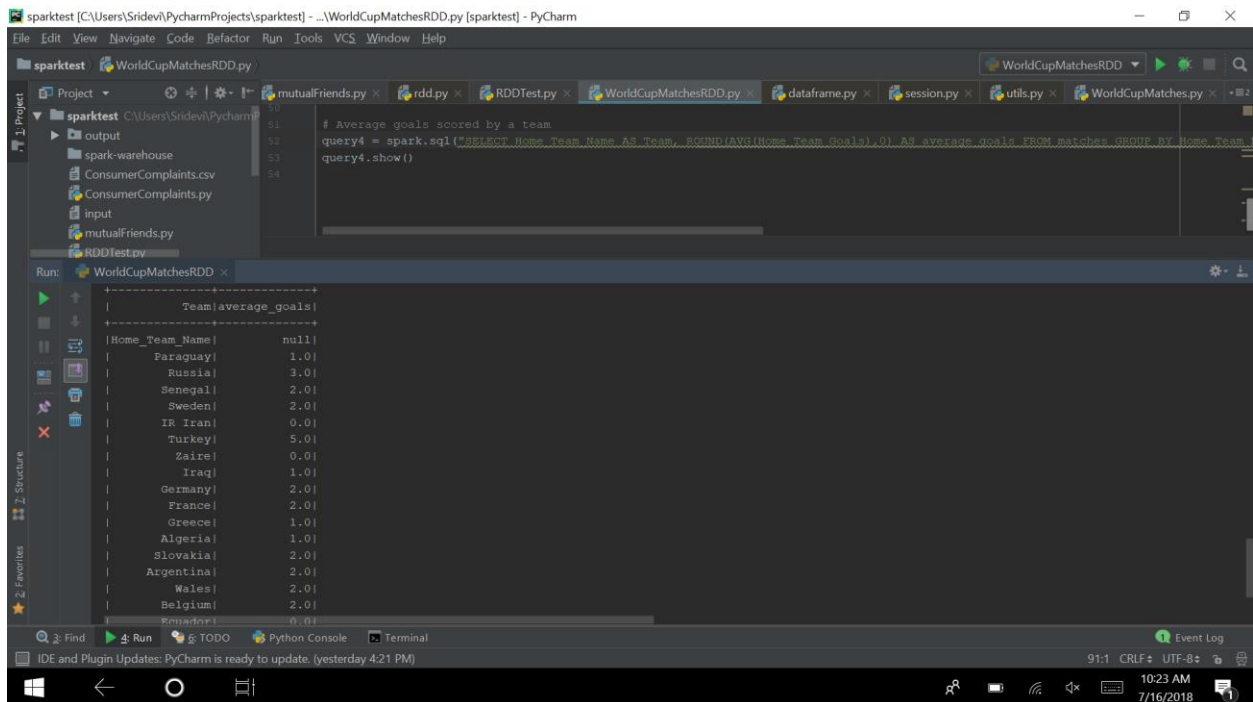 sparktest [C:\Users\Sridevi\PycharmProjects\sparktest] - ...\WorldCupMatchesRDD.py [sparktest] - PyCharm
File Edit View Navigate Code Refactor Run Tools VCS Window Help
sparktest WorldCupMatchesRDD.py WorldCupMatchesRDD
Project mutualFriends.py RDD.py RDDTest.py WorldCupMatchesRDD.py dataframe.py session.py utils.py WorldCupMatches.py
1: Project
sparktest C:\Users\Sridevi\PycharmP
output
spark-warehouse
ConsumerComplaints.csv
ConsumerComplaints.py
input
mutualFriends.py
RDDTest.py
50
51 # Average goals scored by a team
52 query4 = spark.sql("SELECT Home_Team_Name AS Team, ROUND(AVG(Home_Team_Goals),0) AS average_goals FROM matches GROUP BY Home_Team
53 query4.show()
54
Run: WorldCupMatchesRDD
+--------------+-------------+
| Team|average_goals|
+--------------+-------------+
|Home_Team_Name| null|
| Paraguay| 1.0|
| Russia| 3.0|
| Senegal| 2.0|
| Sweden| 2.0|
| IR Iran| 0.0|
| Turkey| 5.0|
| Zaire| 0.0|
| Iraq| 1.0|
| Germany| 2.0|
| France| 2.0|
| Greece| 1.0|
| Algeria| 1.0|
| Slovakia| 2.0|
| Argentina| 2.0|
| Wales| 2.0|
| Belgium| 2.0|
| Ecuador| 0.0|
7: Structure
2: Favorites
3: Find 4: Run 6: TODO Python Console Terminal Event Log
IDE and Plugin Updates: PyCharm is ready to update. (yesterday 4:21 PM) 91:1 CRLF UTF-8
10:23 AM
7/16/2018